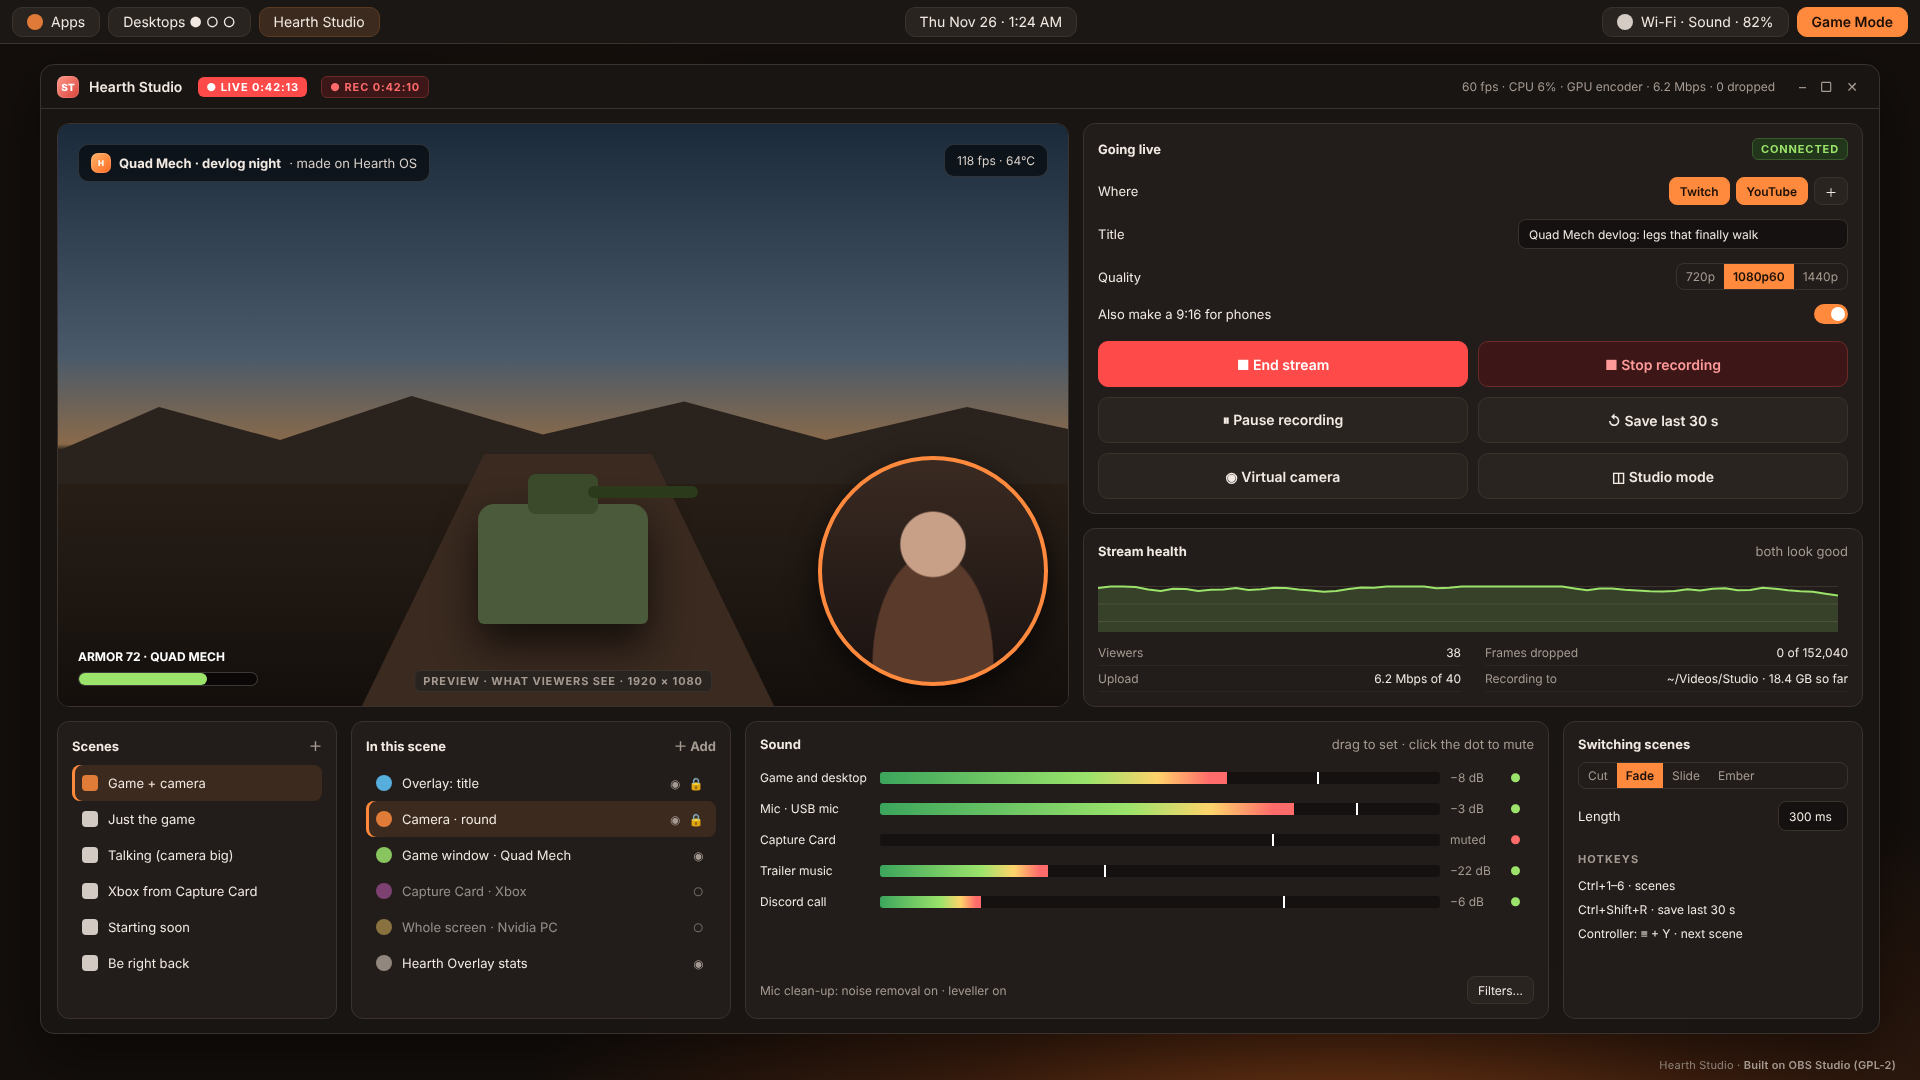 Apps
Desktops
Hearth Studio
Thu Nov 26 · 1:24 AM
Wi-Fi · Sound · 82%
Game Mode
ST
Hearth Studio
LIVE 0:42:13
REC 0:42:10
60 fps · CPU 6% · GPU encoder · 6.2 Mbps · 0 dropped
H
Quad Mech · devlog night · made on Hearth OS
118 fps · 64°C
ARMOR 72 · QUAD MECH
PREVIEW · WHAT VIEWERS SEE · 1920 × 1080
Going live
CONNECTED
Where
Twitch
YouTube
+
Title
Quad Mech devlog: legs that finally walk
Quality
720p
1080p60
1440p
Also make a 9:16 for phones
End stream
Stop recording
Pause recording
Save last 30 s
Virtual camera
Studio mode
Stream health
both look good
Viewers
38
Frames dropped
0 of 152,040
Upload
6.2 Mbps of 40
Recording to
~/Videos/Studio · 18.4 GB so far
Scenes
+
Game + camera
Just the game
Talking (camera big)
Xbox from Capture Card
Starting soon
Be right back
In this scene
+ Add
Overlay: title
Camera · round
Game window · Quad Mech
Capture Card · Xbox
Whole screen · Nvidia PC
Hearth Overlay stats
Sound
drag to set · click the dot to mute
Game and desktop
−8 dB
Mic · USB mic
−3 dB
Capture Card
muted
Trailer music
−22 dB
Discord call
−6 dB
Mic clean-up: noise removal on · leveller on
Filters…
Switching scenes
Cut
Fade
Slide
Ember
Length
300 ms
HOTKEYS
Ctrl+1–6 · scenes
Ctrl+Shift+R · save last 30 s
Controller: ≡ + Y · next scene
Hearth Studio · Built on OBS Studio (GPL-2)